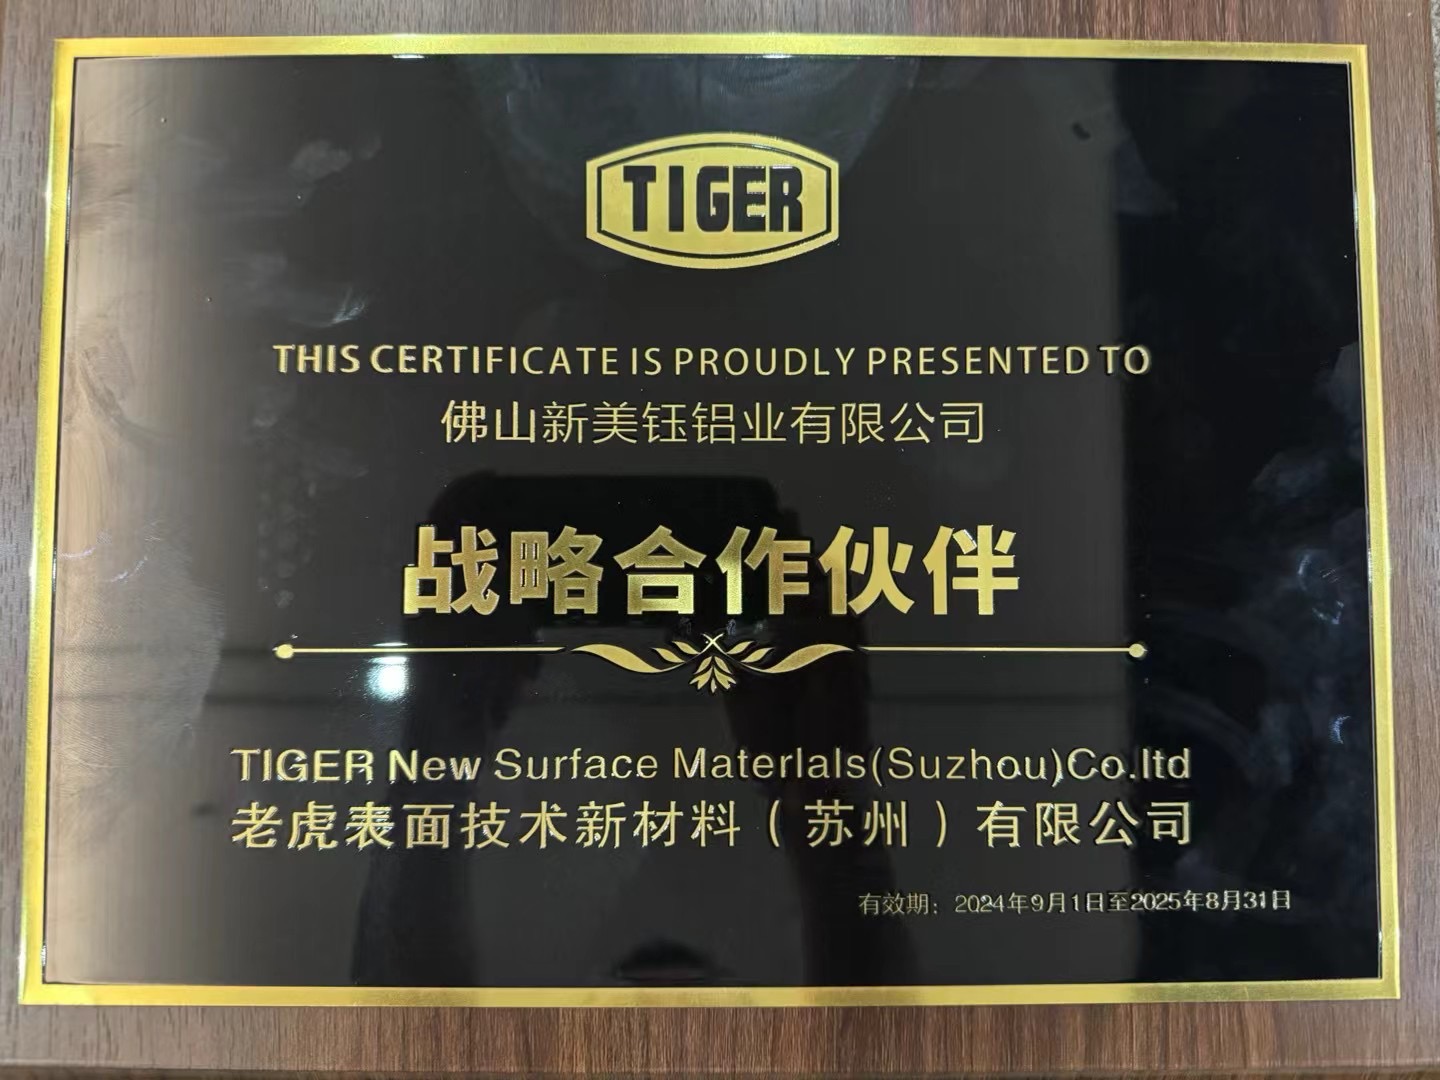 TIGER
THIS CERTIFICATE IS PROUDLY PRESENTED TO
佛山新美钰铝业有限公司
战略合作伙伴
TIGER New Surface Materlals(Suzhou)Co.ltd
老虎表面技术新材料（苏州）有限公司
有效期：2024年9月1日至2025年8月31日